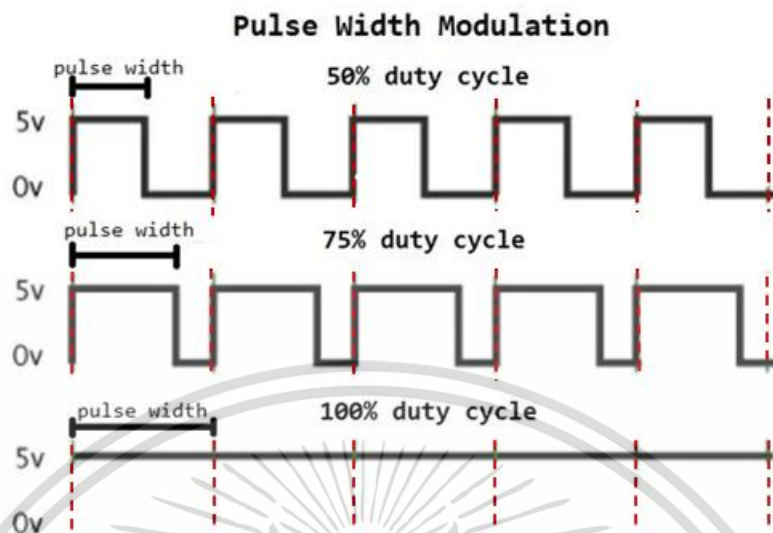 Pulse Width Modulation
pulse width
50% duty cycle
5v
0v
pulse width
75% duty cycle
5v
0v
pulse width
100% duty cycle
5v
0v